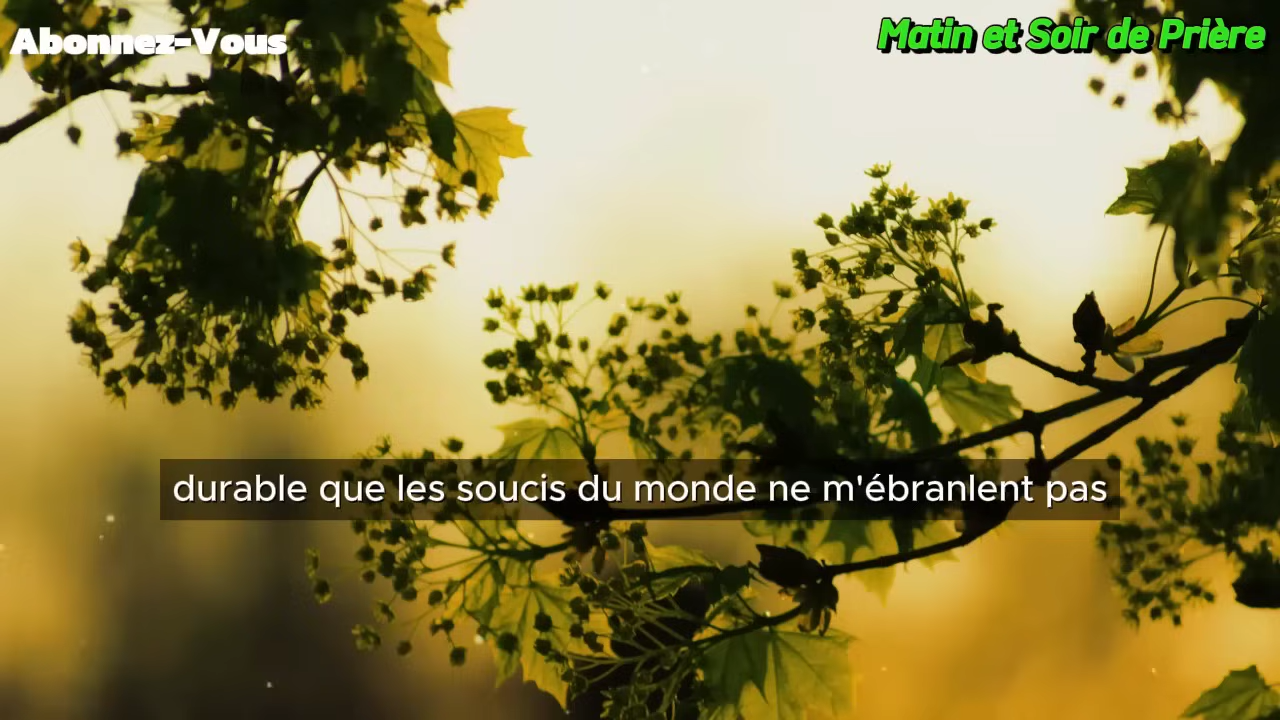 Abonnez-Vous
Matin et Soir de Prière
durable que les soucis du monde ne m'ébranlent pas